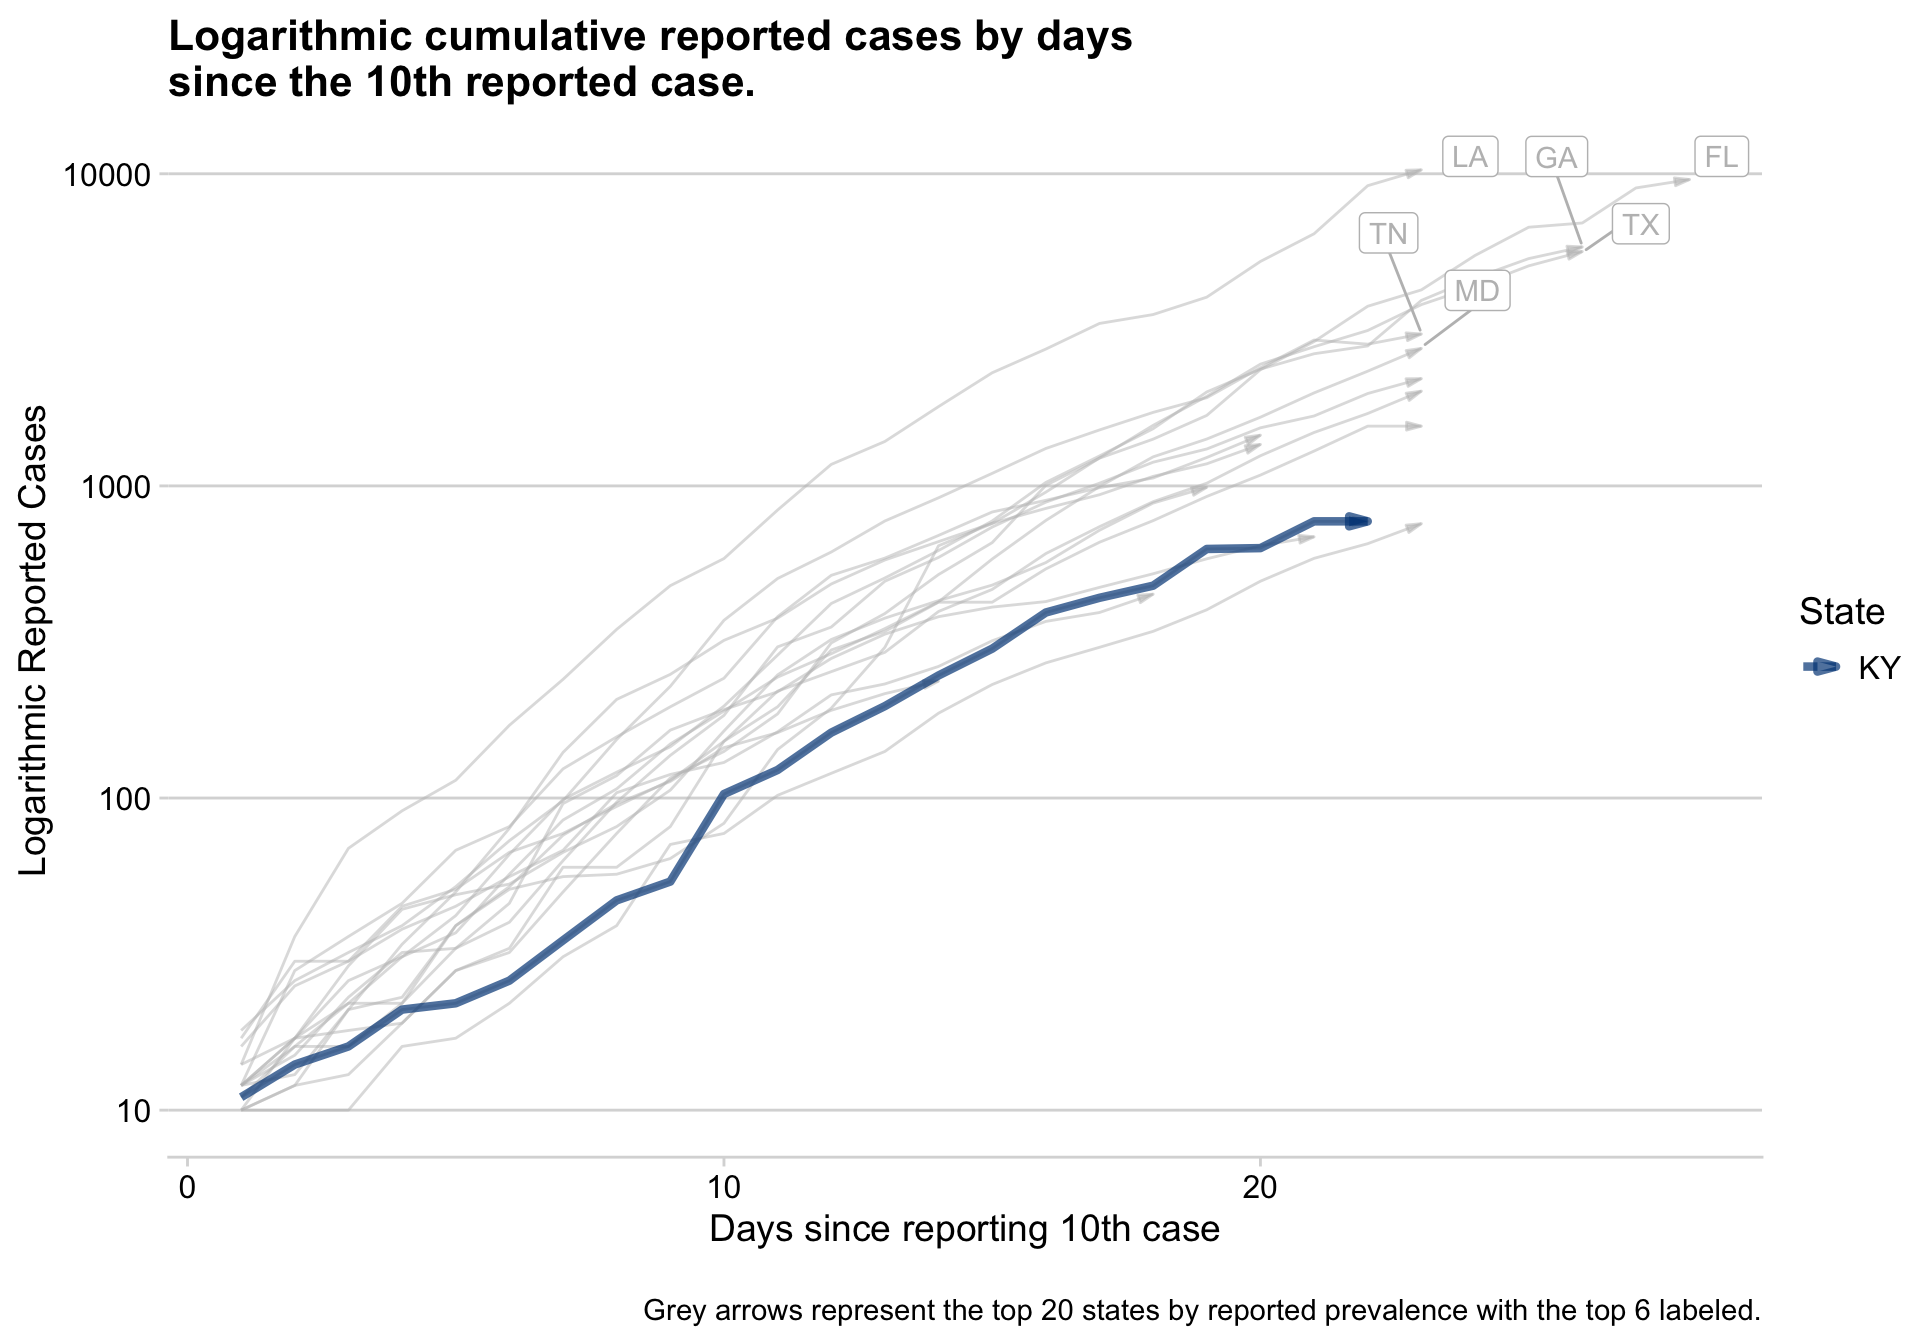 Logarithmic cumulative reported cases by days
since the 10th reported case.
LA
GA
FL
TN
TX
MD
10000
1000
100
10
Logarithmic Reported Cases
State
KY
0
10
20
Days since reporting 10th case
Grey arrows represent the top 20 states by reported prevalence with the top 6 labeled.